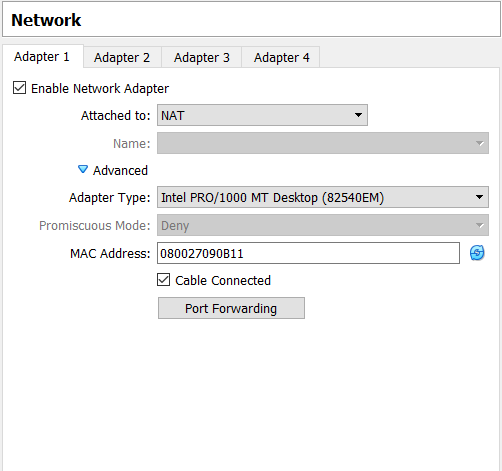 Network
Adapter 1 Adapter 2 Adapter 3 Adapter 4
Enable Network Adapter
Attached to: NAT
Name:
Advanced
Adapter Type: Intel PRO/1000 MT Desktop (82540EM)
Promiscuous Mode: Deny
MAC Address: 080027090B11
Cable Connected
Port Forwarding